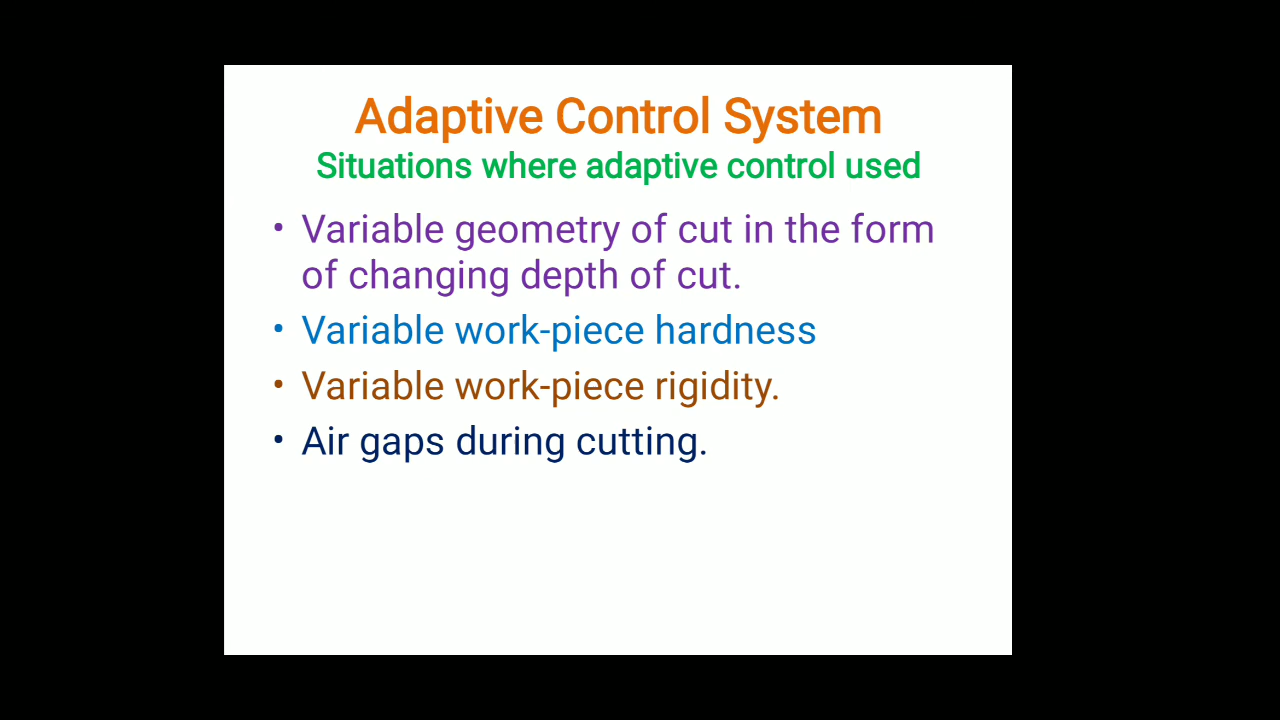 Adaptive Control System
Situations where adaptive control used
• Variable geometry of cut in the form
of changing depth of cut.
• Variable work-piece hardness
• Variable work-piece rigidity.
• Air gaps during cutting.